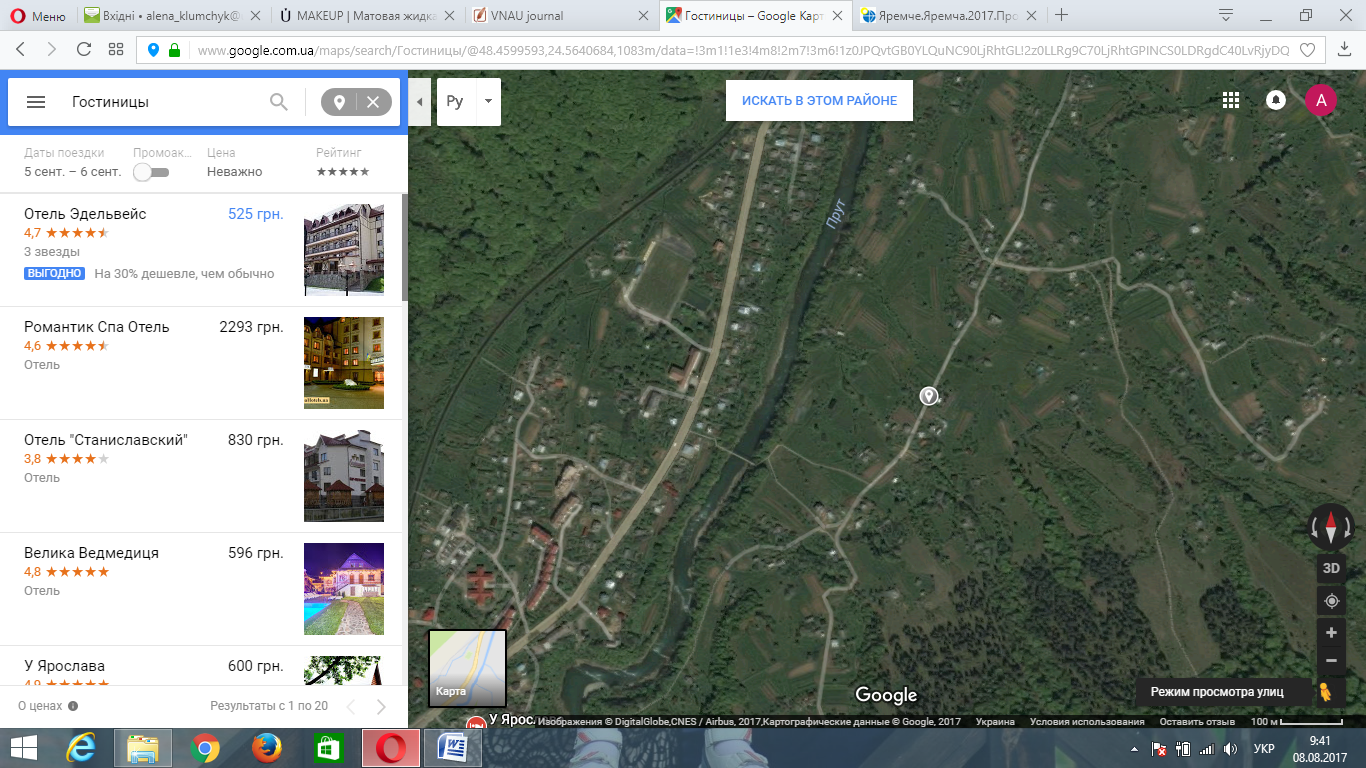 Меню
Вхідні • alena_klumchyk@
MAKEUP | Матовая жидка
VNAU journal
Гостиницы – Google Карт
Яремче.Яремча.2017.Про
www.google.com.ua/maps/search/Гостиницы/@48.4599593,24.5640684,1083m/data=!3m1!1e3!4m8!2m7!3m6!1z0JPQvtGB0YLQuNC90LjRhtGL!2z0LLRg9C70LjRhtGPINCS0LDRgdC40LvRjyDQ
Гостиницы
Ру
ИСКАТЬ В ЭТОМ РАЙОНЕ
А
Даты поездки
Промоак...
Цена
Рейтинг
5 сент. – 6 сент.
Неважно
Отель Эдельвейс
525 грн.
4,7
3 звезды
ВЫГОДНО На 30% дешевле, чем обычно
Романтик Спа Отель
2293 грн.
4,6
Отель
Отель "Станиславский"
830 грн.
3,8
Отель
Велика Ведмедиця
596 грн.
4,8
Отель
У Ярослава
600 грн.
4,9
О ценах
Результаты с 1 по 20
Прут
3D
Карта
Google
Режим просмотра улиц
У Ярос
Изображения © DigitalGlobe,CNES / Airbus, 2017,Картографические данные © Google, 2017
Украина
Условия использования
Оставить отзыв
100 м
УКР
9:41
08.08.2017